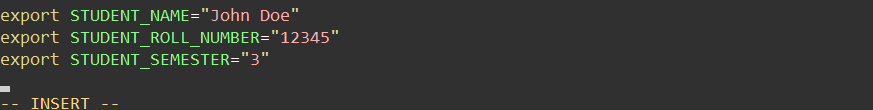 export STUDENT_NAME="John Doe"
export STUDENT_ROLL_NUMBER="12345"
export STUDENT_SEMESTER="3"
-- INSERT --